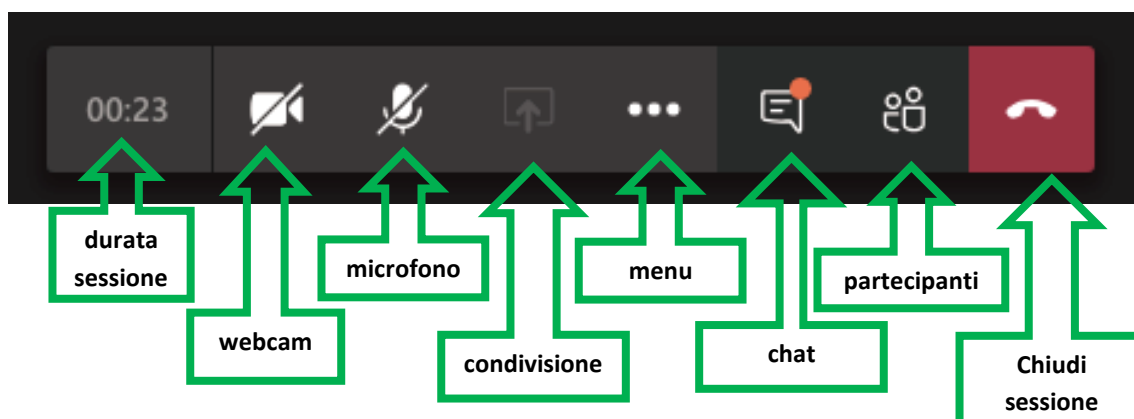 00:23
durata
sessione
webcam
microfono
condivisione
menu
chat
partecipanti
Chiudi
sessione